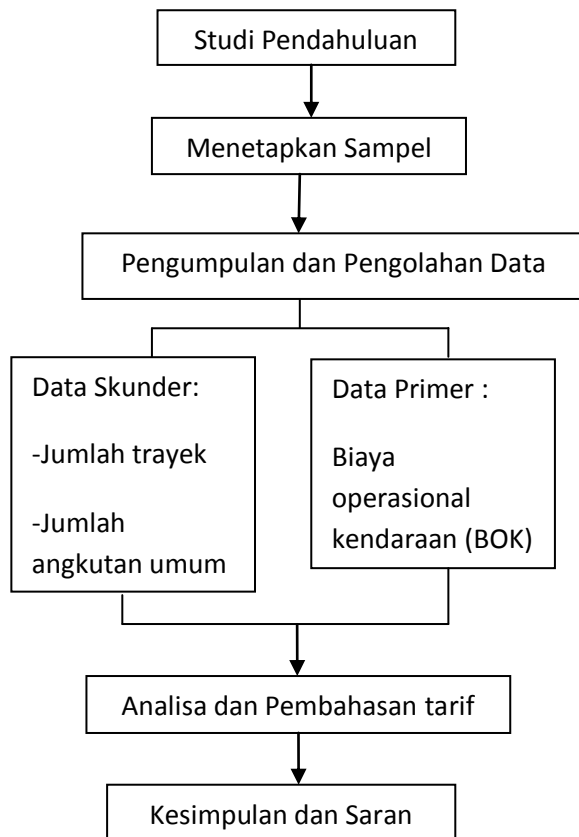 Studi Pendahuluan
Menetapkan Sampel
Pengumpulan dan Pengolahan Data
Data Skunder:
-Jumlah trayek
-Jumlah
angkutan umum
Data Primer :
Biaya
operasional
kendaraan (BOK)
Analisa dan Pembahasan tarif
Kesimpulan dan Saran